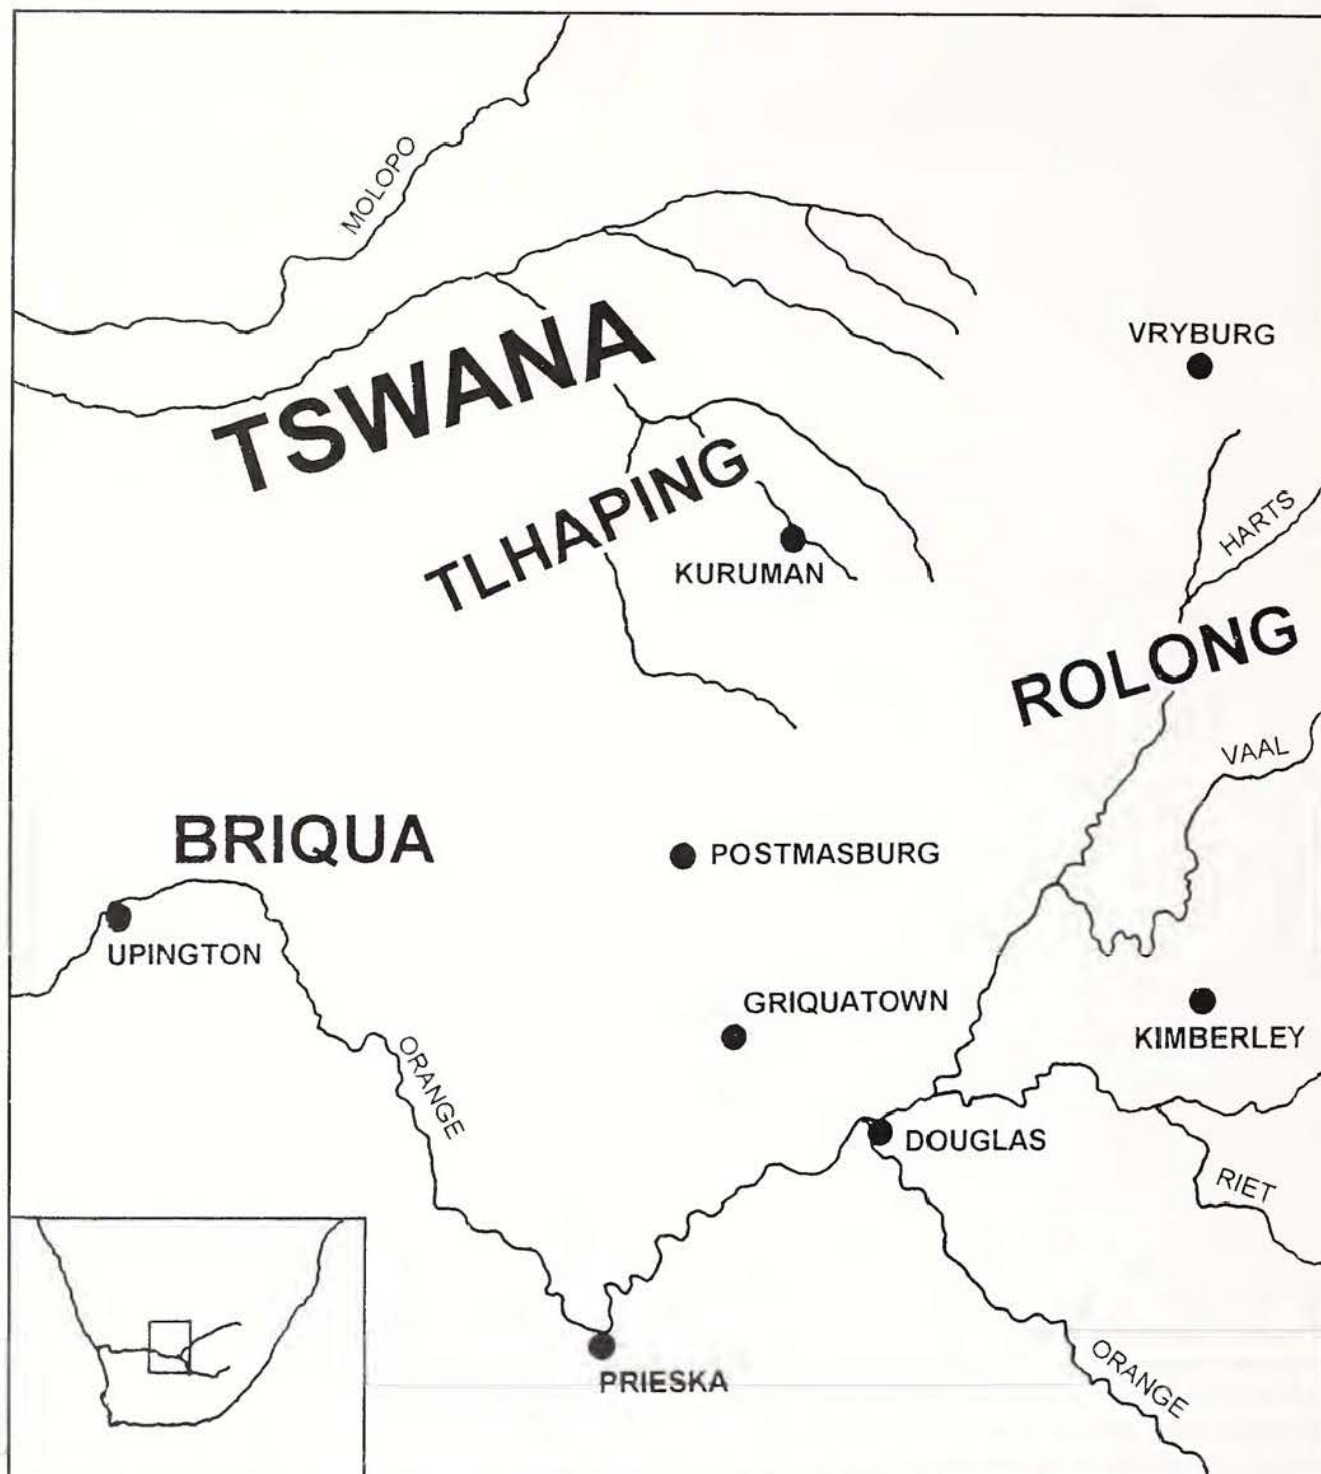 MOLOPO
VRYBURG
TSWANA
TLHAPING
HARTS
KURUMAN
ROLONG
VAAL
BRIQUA
POSTMASBURG
UPINGTON
GRIQUATOWN
KIMBERLEY
ORANGE
DOUGLAS
RIET
PRIESKA
ORANGE